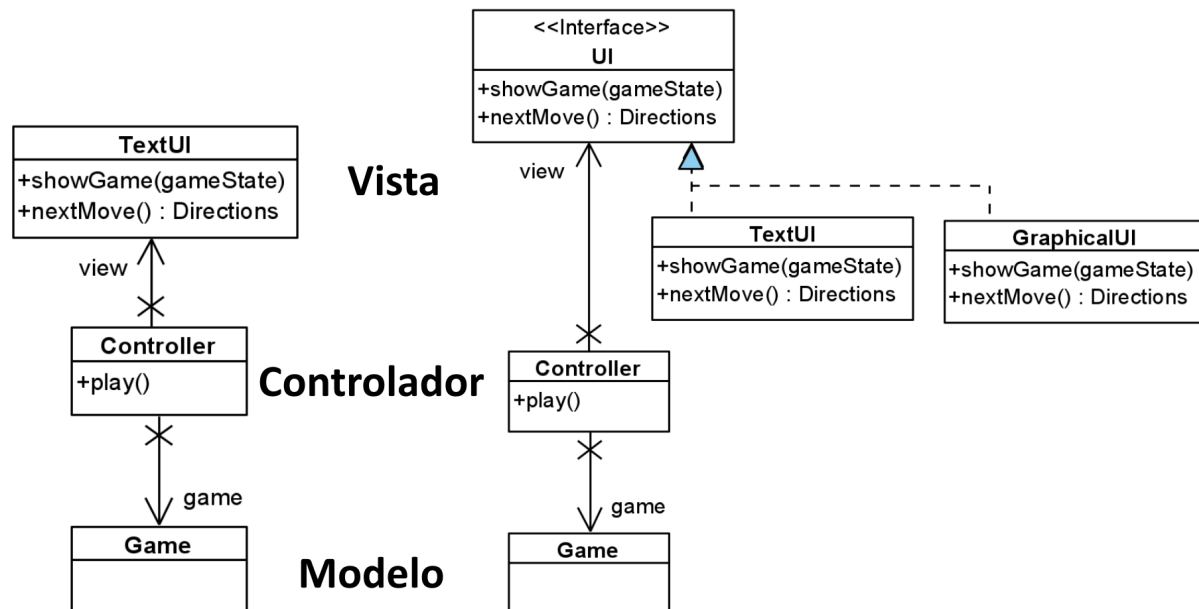 TextUI
+showGame(gameState)
+nextMove() : Directions
view
Controller
+play()
game
Game
Vista
Controlador
Modelo
<<Interface>>
UI
+showGame(gameState)
+nextMove() : Directions
view
TextUI
+showGame(gameState)
+nextMove() : Directions
GraphicalUI
+showGame(gameState)
+nextMove() : Directions
Controller
+play()
game
Game